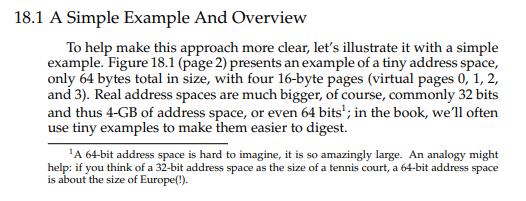 18.1 A Simple Example And Overview
To help make this approach more clear, let's illustrate it with a simple
example. Figure 18.1 (page 2) presents an example of a tiny address space,
only 64 bytes total in size, with four 16-byte pages (virtual pages 0, 1, 2,
and 3). Real address spaces are much bigger, of course, commonly 32 bits
and thus 4-GB of address space, or even 64 bits¹; in the book, we'll often
use tiny examples to make them easier to digest.
¹A 64-bit address space is hard to imagine, it is so amazingly large. An analogy might
help: if you think of a 32-bit address space as the size of a tennis court, a 64-bit address space
is about the size of Europe(!).